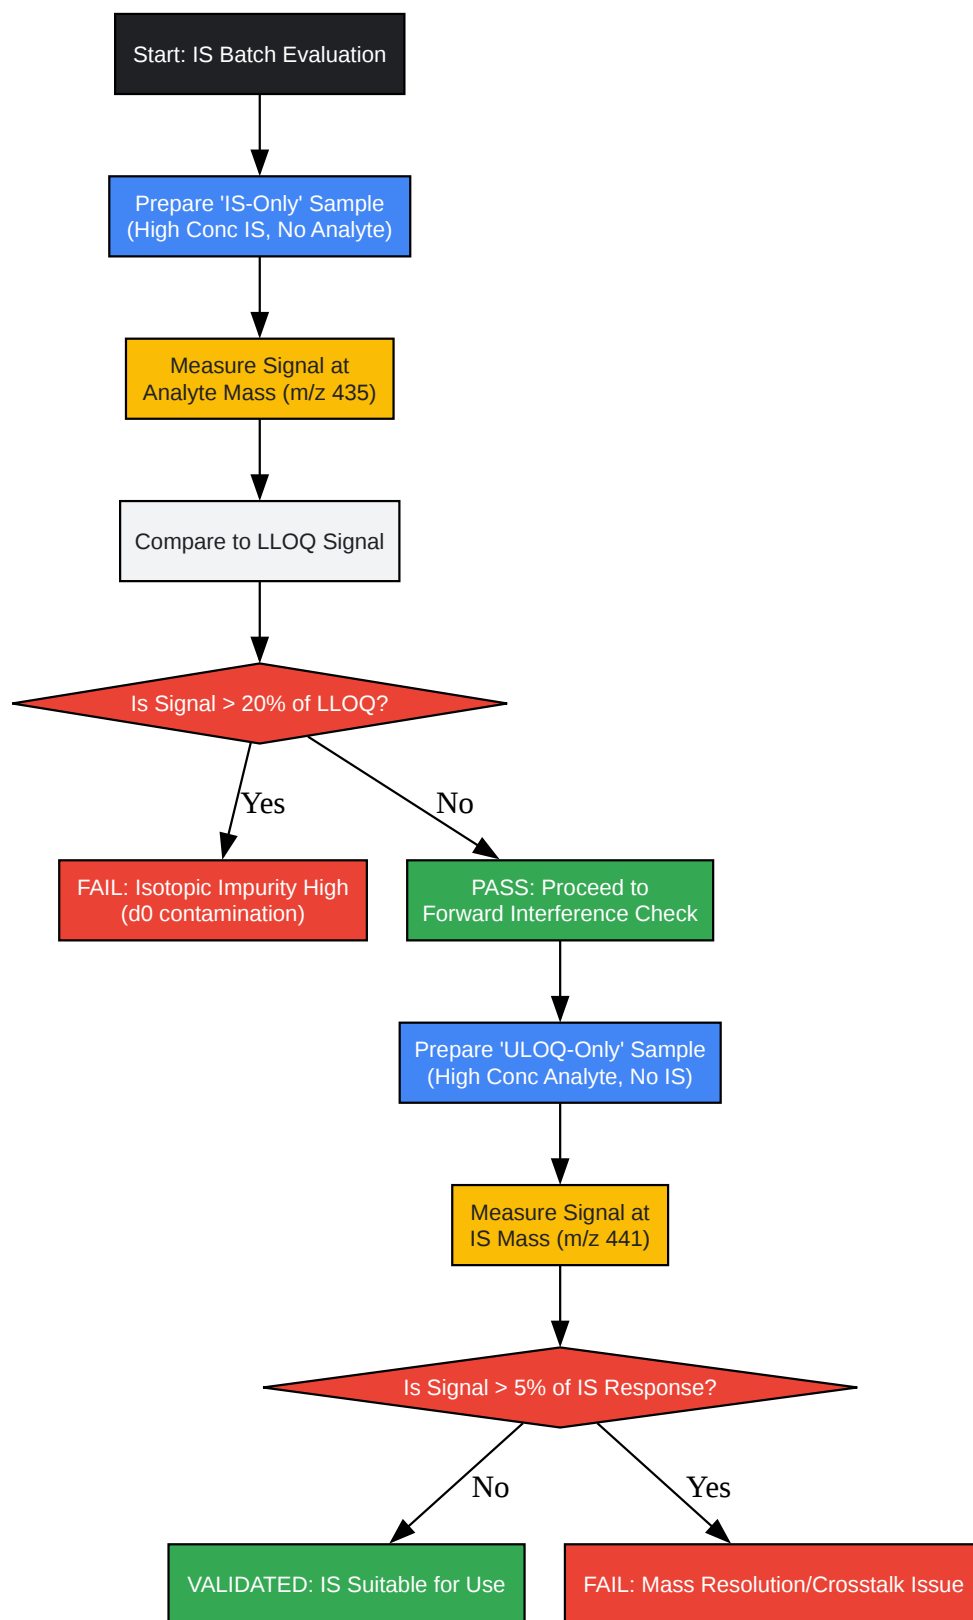 Start: IS Batch Evaluation
Prepare 'IS-Only' Sample
(High Conc IS, No Analyte)
Measure Signal at
Analyte Mass (m/z 435)
Compare to LLOQ Signal
Is Signal > 20% of LLOQ?
Yes
No
FAIL: Isotopic Impurity High
(d0 contamination)
PASS: Proceed to
Forward Interference Check
Prepare 'ULOQ-Only' Sample
(High Conc Analyte, No IS)
Measure Signal at
IS Mass (m/z 441)
Is Signal > 5% of IS Response?
No
Yes
VALIDATED: IS Suitable for Use
FAIL: Mass Resolution/Crosstalk Issue